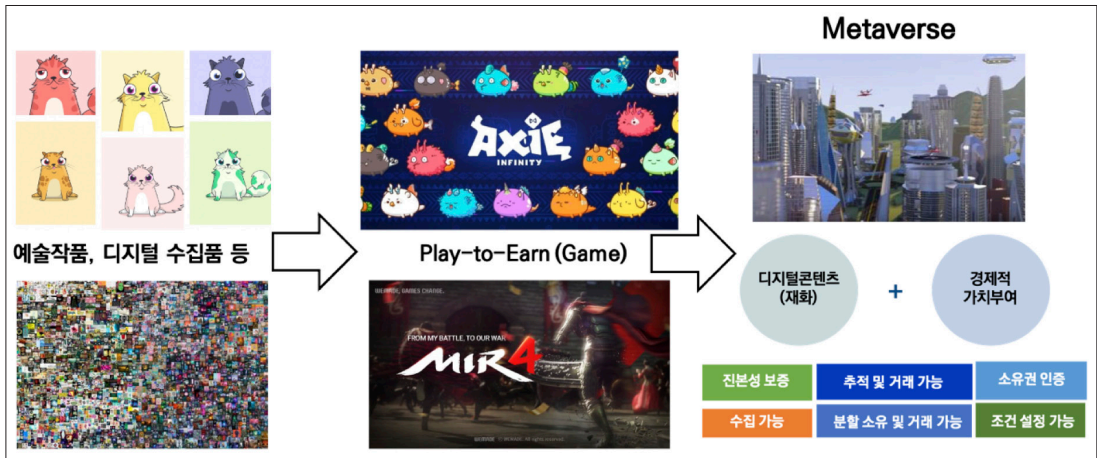 예술작품, 디지털 수집품 등
AXIE
INFINITY
Play-to-Earn (Game)
FROM MY BATTLE, TO OUR WAR
MIR4
Metaverse
디지털콘텐츠
(재화)
+
경제적
가치부여
진본성 보증
추적 및 거래 가능
소유권 인증
수집 가능
분할 소유 및 거래 가능
조건 설정 가능